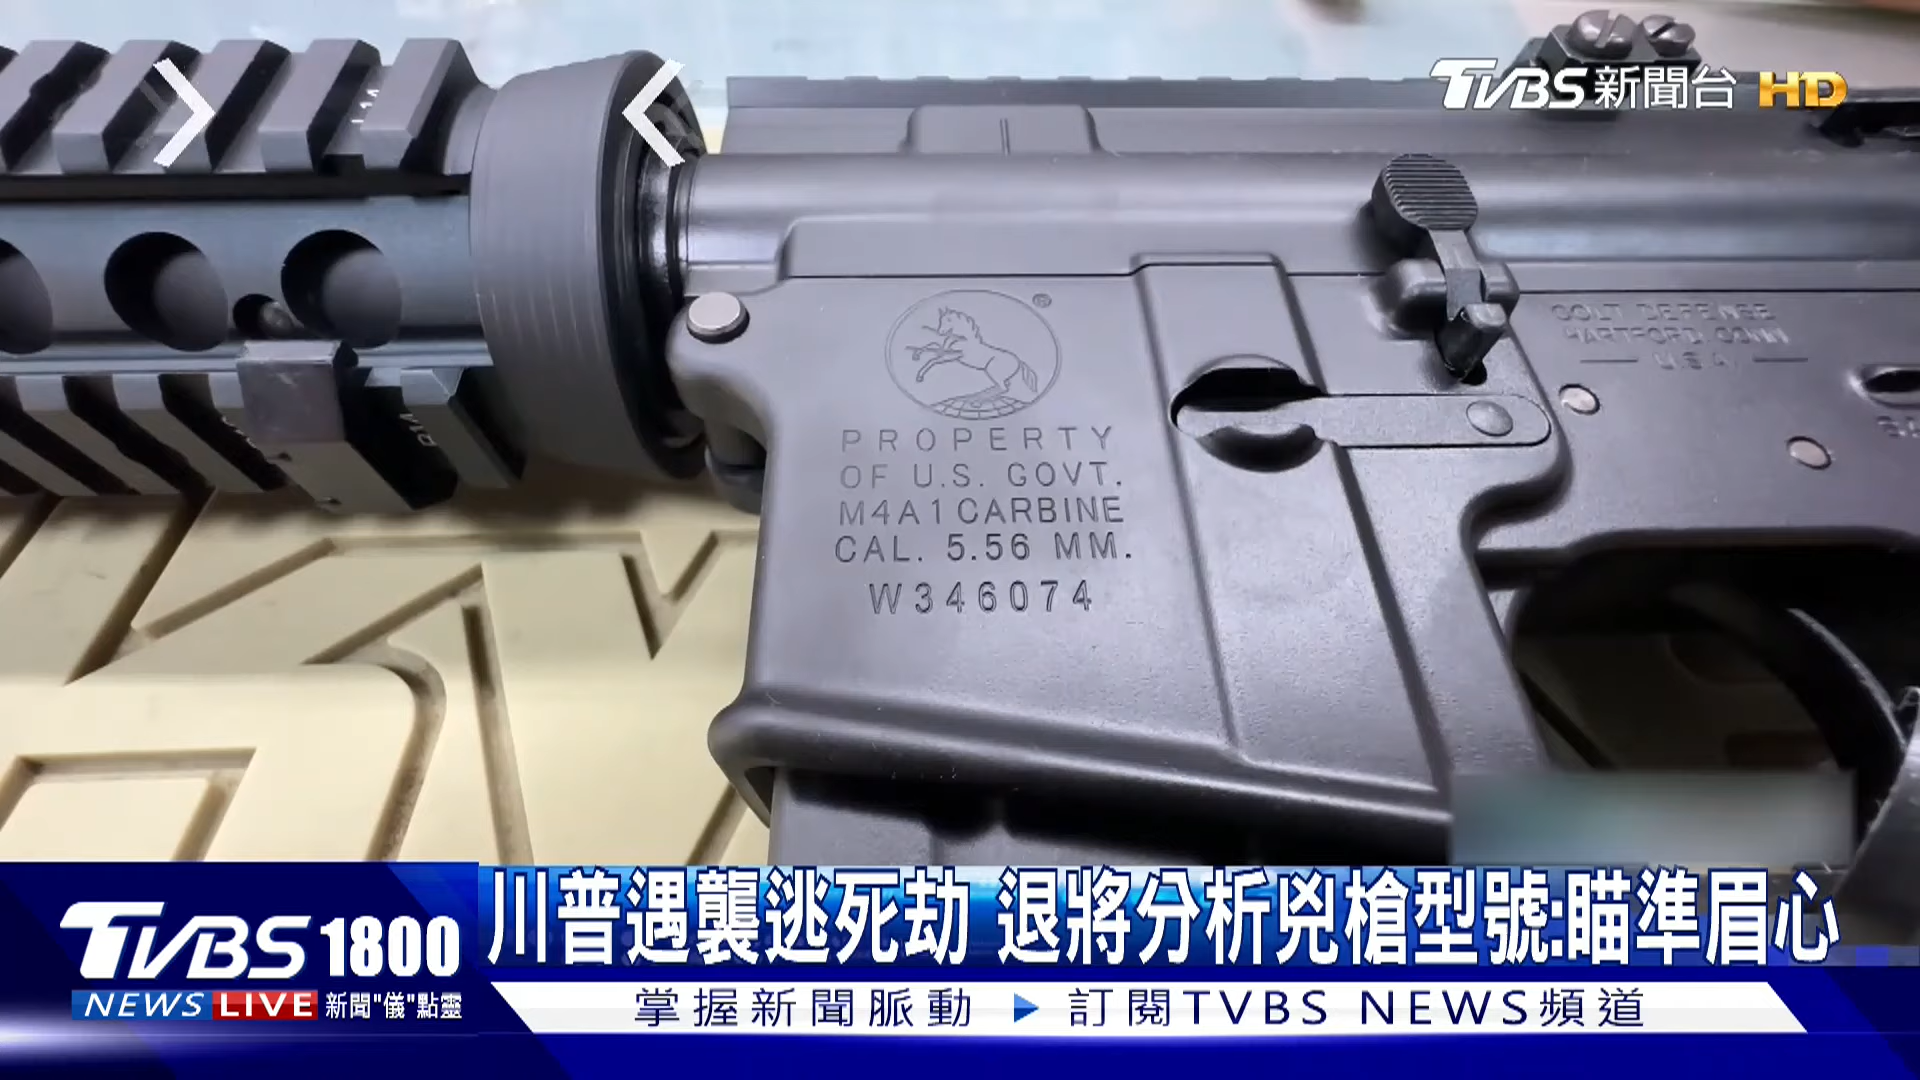 TVBS新聞台 HD
COLT DEFENSE
HARTFORD, CONN
U.S.A.
®
PROPERTY
OF U.S. GOVT.
M4A1 CARBINE
CAL. 5.56 MM.
W346074
川普遇襲逃死劫 退將分析兇槍型號:瞄準眉心
TVBS 1800
NEWS LIVE 新聞"儀"點靈
掌握新聞脈動 ▶ 訂閱TVBS NEWS頻道